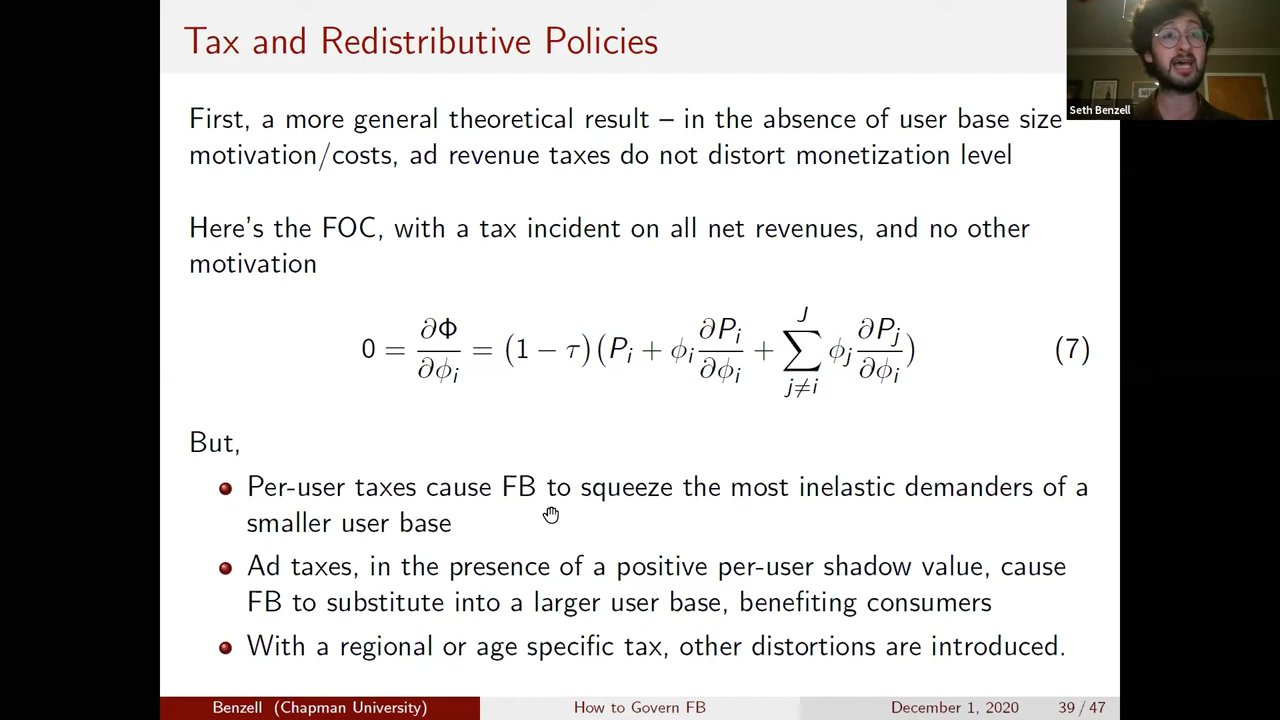 Tax and Redistributive Policies
Seth Benzell
First, a more general theoretical result – in the absence of user base size
motivation/costs, ad revenue taxes do not distort monetization level
Here's the FOC, with a tax incident on all net revenues, and no other
motivation
0 = ∂Φ/∂ϕ_i = (1 − τ)(P_i + ϕ_i ∂P_i/∂ϕ_i + ∑_{j≠i}^{J} ϕ_j ∂P_j/∂ϕ_i) (7)
But,
Per-user taxes cause FB to squeeze the most inelastic demanders of a
smaller user base
Ad taxes, in the presence of a positive per-user shadow value, cause
FB to substitute into a larger user base, benefiting consumers
With a regional or age specific tax, other distortions are introduced.
Benzell (Chapman University) How to Govern FB December 1, 2020 39 / 47